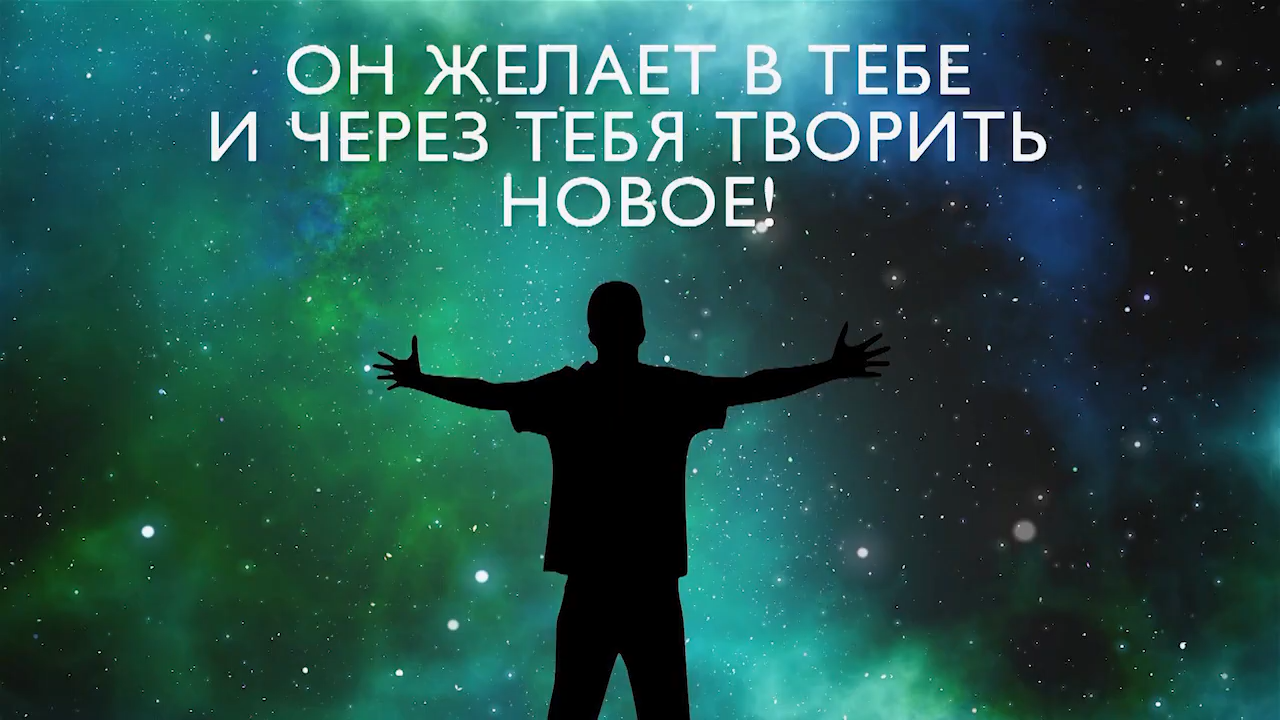 ОН ЖЕЛАЕТ В ТЕБЕ
И ЧЕРЕЗ ТЕБЯ ТВОРИТЬ
НОВОЕ!